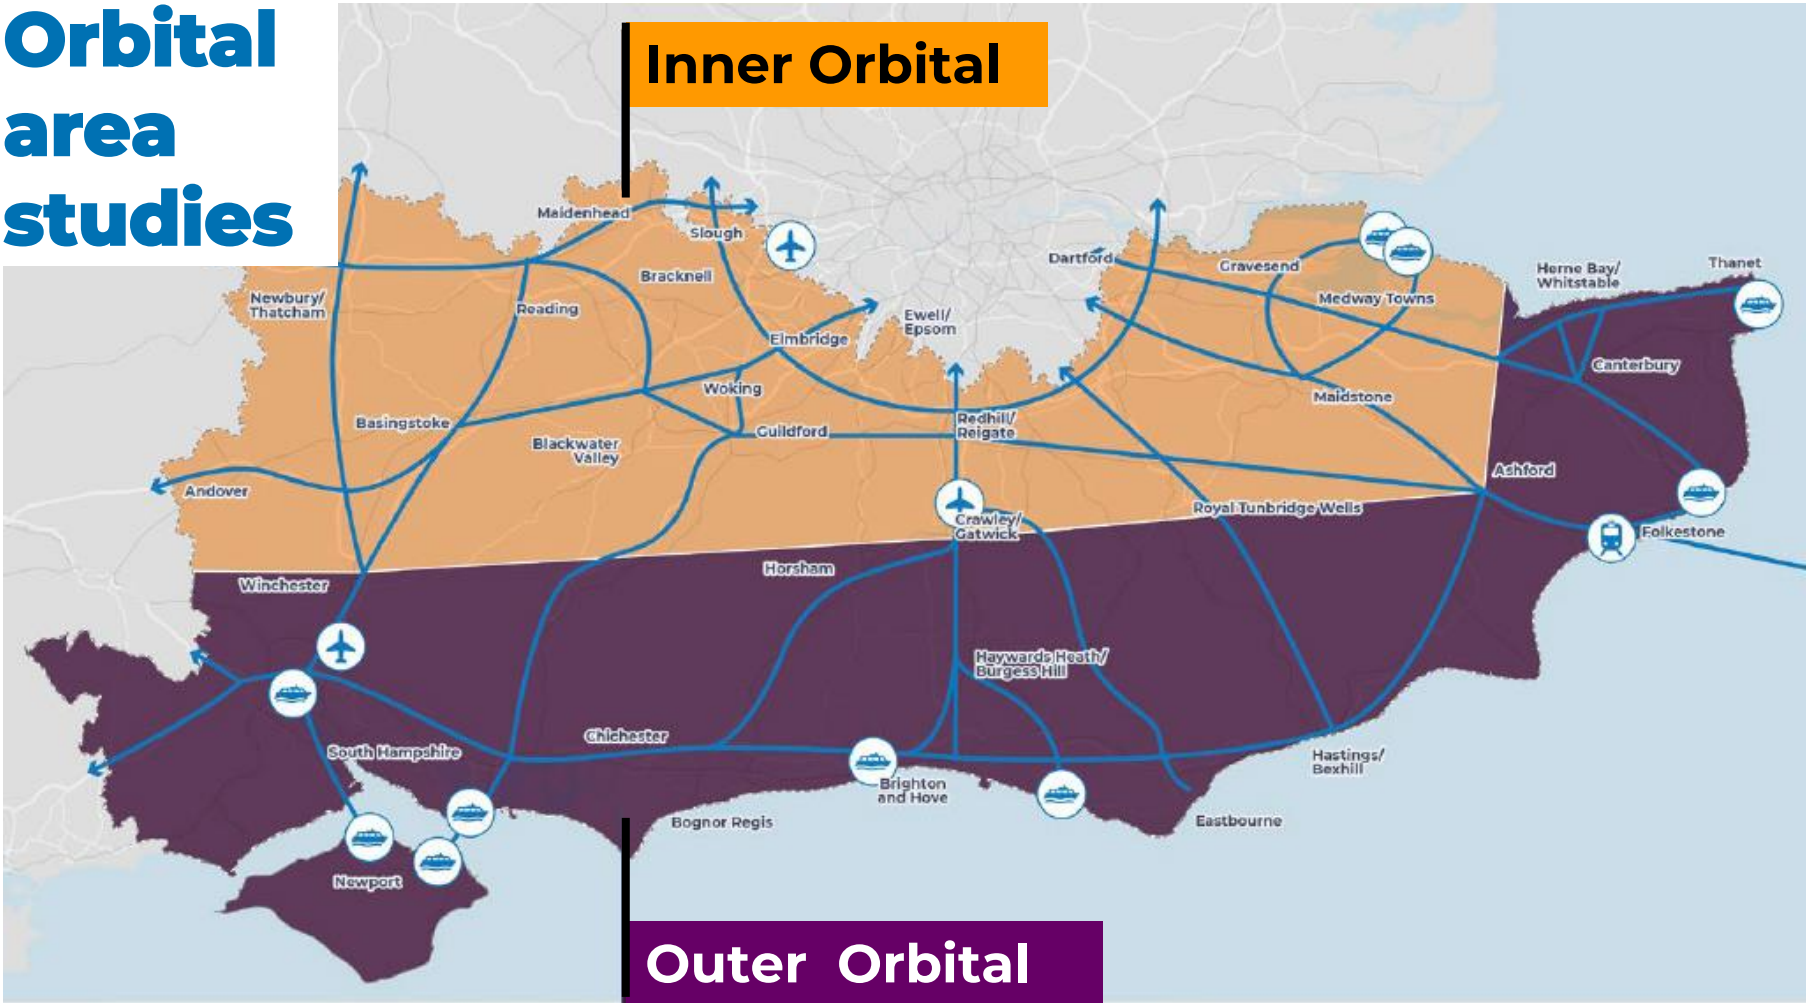 Orbital
area
studies
Inner Orbital
Maidenhead
Slough
Dartford
Gravesend
Herne Bay/
Whitstable
Thanet
Bracknell
Newbury/
Thatcham
Reading
Medway Towns
Ewell/
Epsom
Elmbridge
Canterbury
Woking
Maidstone
Basingstoke
Blackwater
Valley
Guildford
Redhill/
Reigate
Ashford
Andover
Royal Tunbridge Wells
Crawley/
Gatwick
Folkestone
Horsham
Winchester
Haywards Heath/
Burgess Hill
Chichester
South Hampshire
Hastings/
Bexhill
Brighton
and Hove
Bognor Regis
Eastbourne
Newport
Outer Orbital